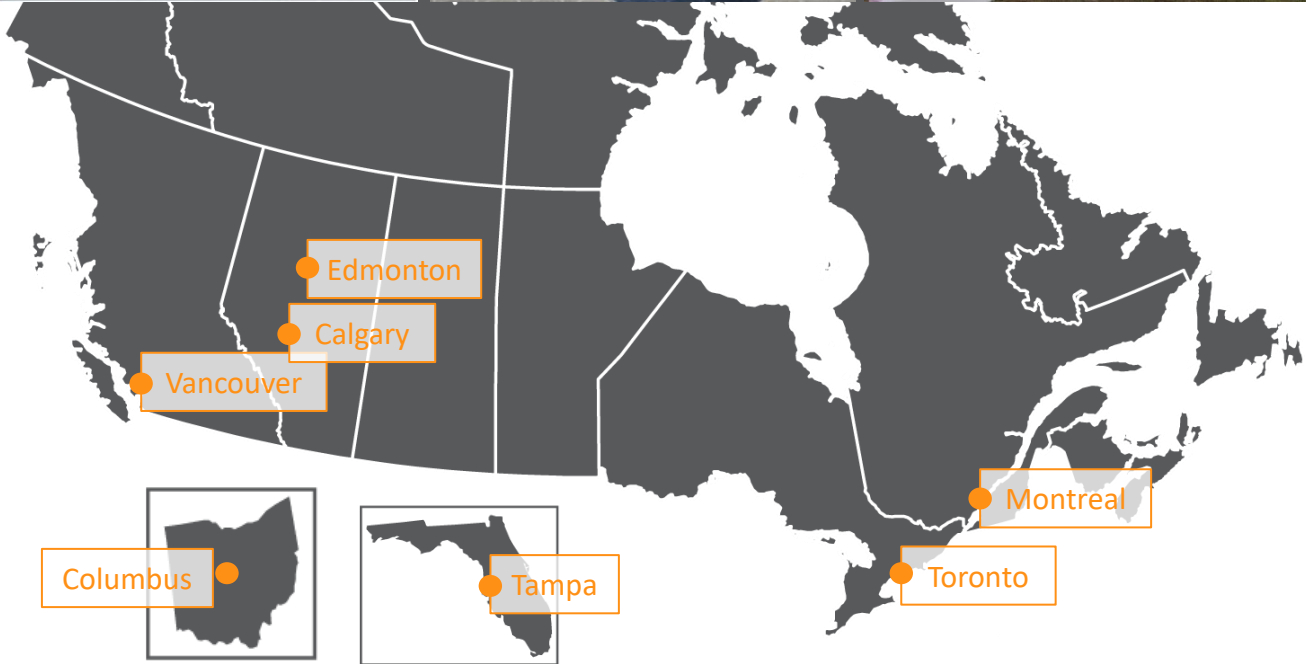 Edmonton
Calgary
Vancouver
Montreal
Columbus
Tampa
Toronto